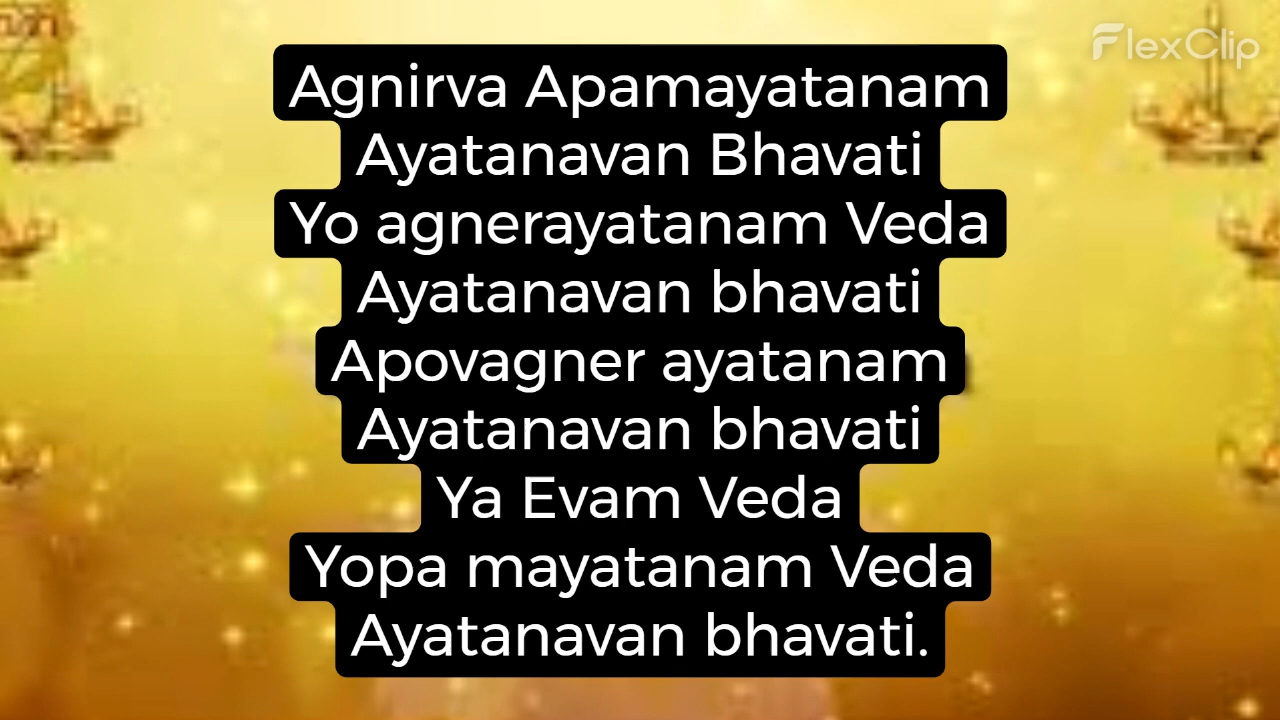 FlexClip
Agnirva Apamayatanam
Ayatanavan Bhavati
Yo agnerayatanam Veda
Ayatanavan bhavati
Apovagner ayatanam
Ayatanavan bhavati
Ya Evam Veda
Yopa mayatanam Veda
Ayatanavan bhavati.